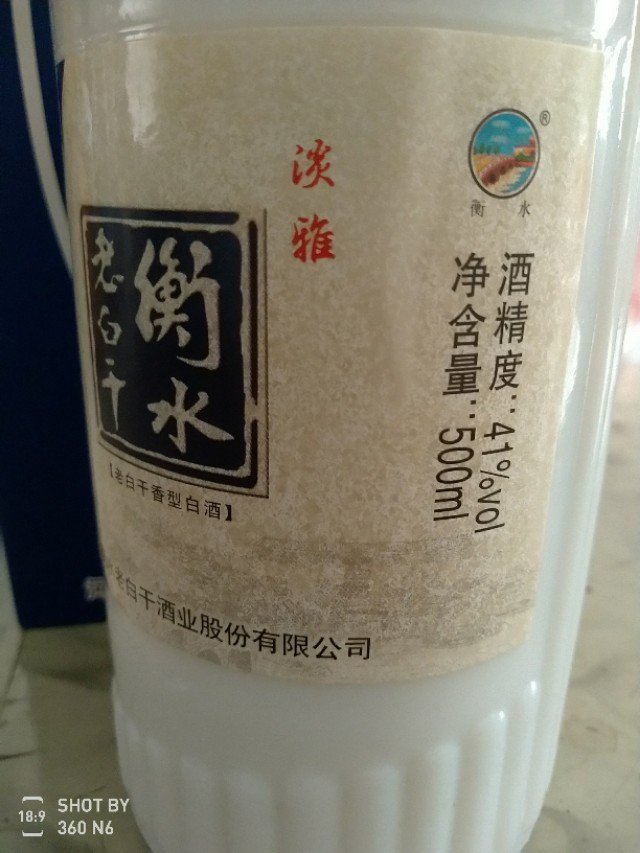 淡雅
衡水
®
衡水
老白干
酒精度:41%vol
净含量:500ml
【老白干香型白酒】
老白干酒业股份有限公司
18:9
SHOT BY
360 N6